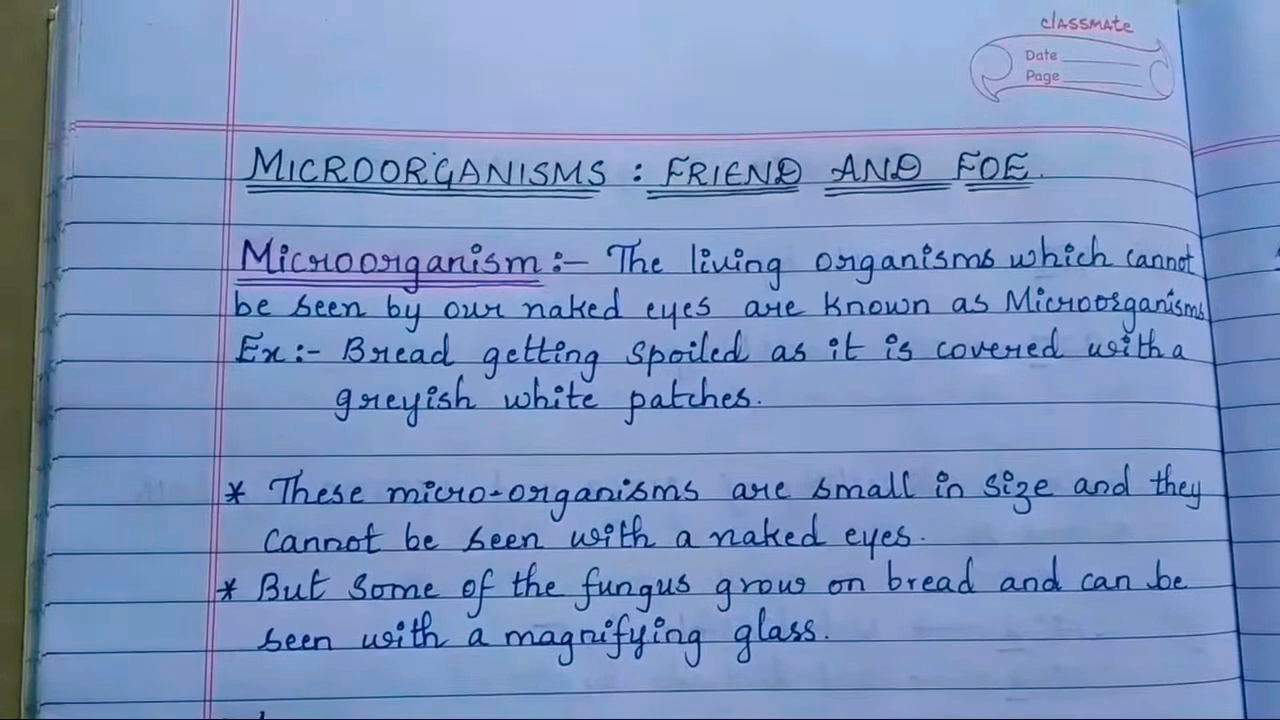 classmate
Date
Page
MICROORGANISMS : FRIEND AND FOE.
Microorganism :- The living organisms which cannot
be seen by our naked eyes are known as Microorganisms
Ex :- Bread getting spoiled as it is covered with a
greyish white patches.
* These micro-organisms are small in size and they
cannot be seen with a naked eyes.
* But some of the fungus grow on bread and can be
seen with a magnifying glass.